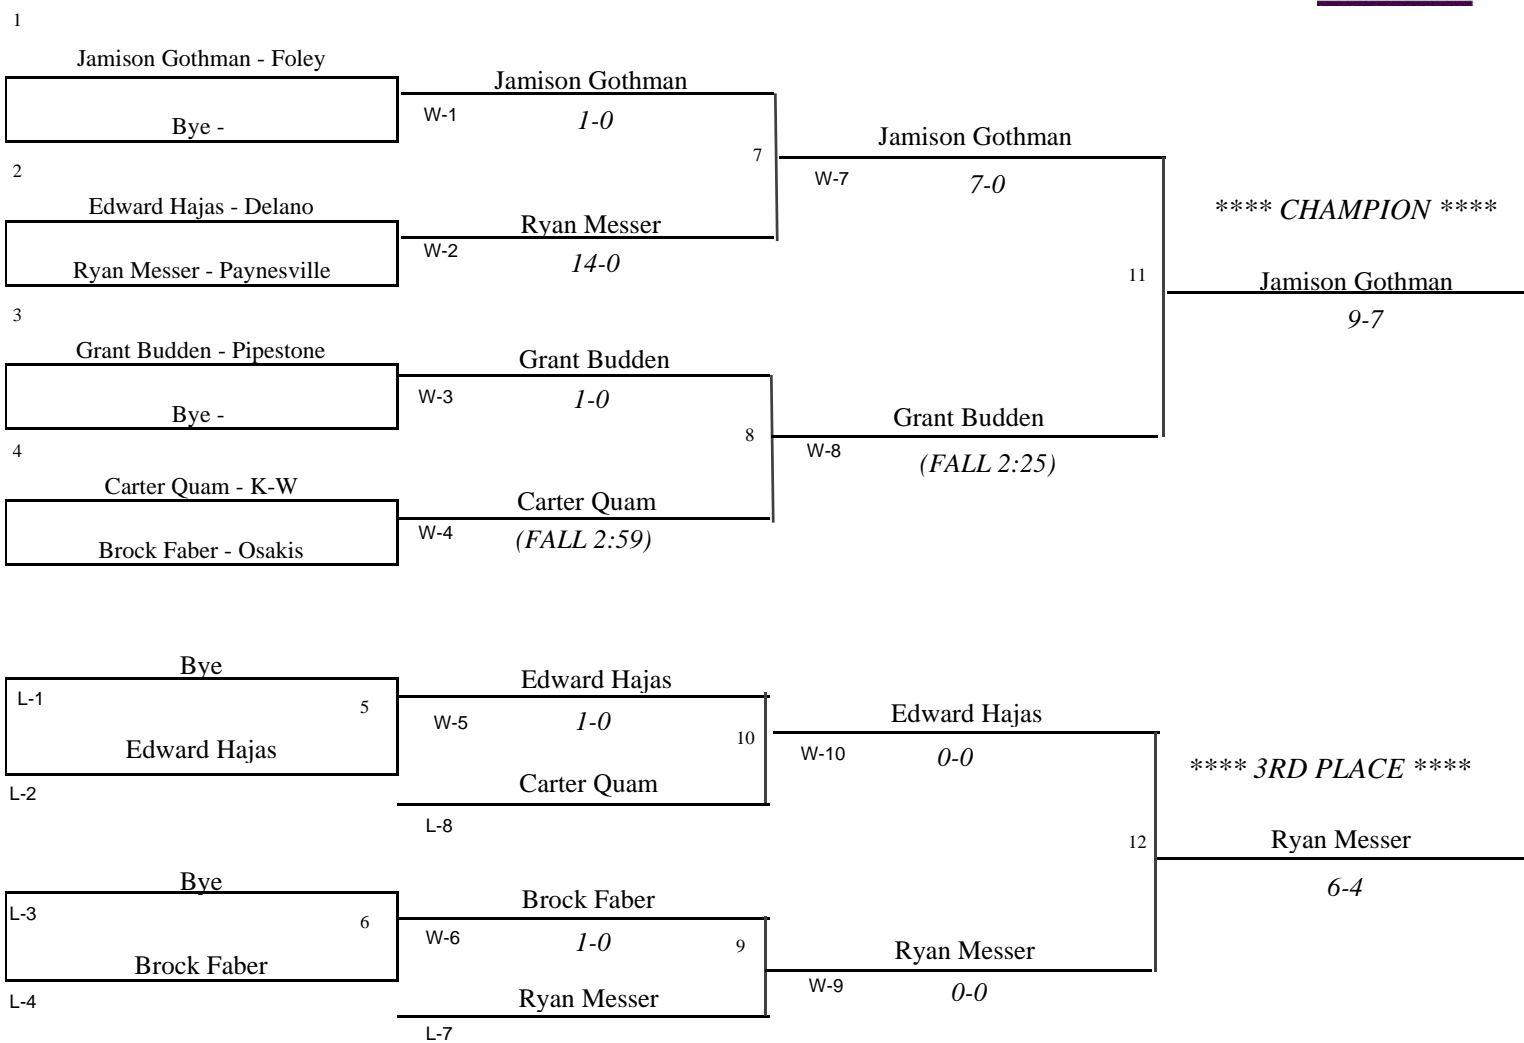 1
Jamison Gothman - Foley
Jamison Gothman
W-1
1-0
Bye -
7
Jamison Gothman
W-7
7-0
2
Edward Hajas - Delano
Ryan Messer
W-2
14-0
Ryan Messer - Paynesville
**** CHAMPION ****
11
Jamison Gothman
9-7
3
Grant Budden - Pipestone
Grant Budden
W-3
1-0
Bye -
8
Grant Budden
W-8
(FALL 2:25)
4
Carter Quam - K-W
Carter Quam
W-4
(FALL 2:59)
Brock Faber - Osakis
Bye
L-1
5
Edward Hajas
W-5
1-0
Edward Hajas
L-2
10
Carter Quam
L-8
Edward Hajas
W-10
0-0
**** 3RD PLACE ****
12
Ryan Messer
6-4
Bye
L-3
6
Brock Faber
W-6
1-0
Brock Faber
L-4
9
Ryan Messer
L-7
Ryan Messer
W-9
0-0